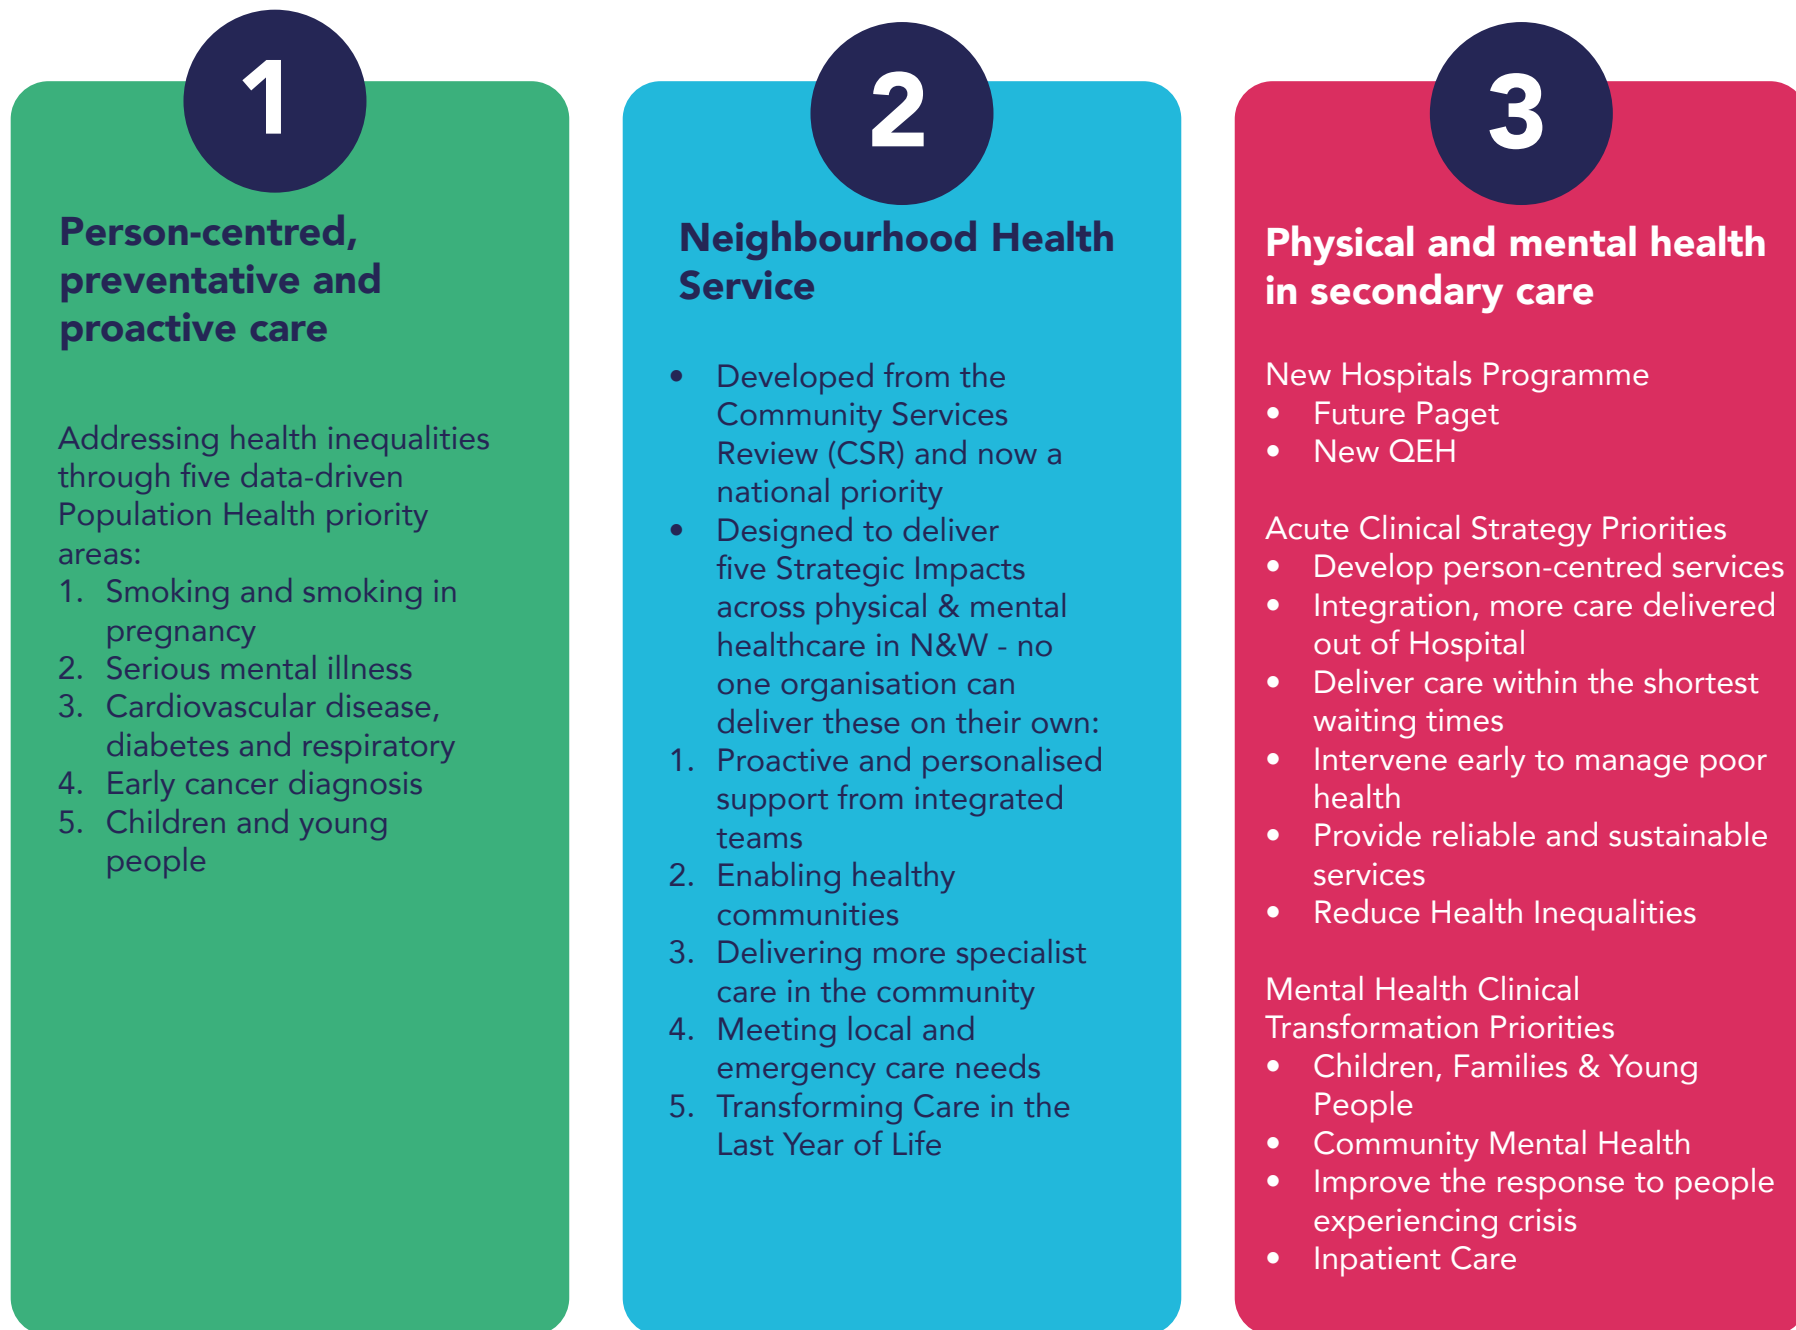 1
Person-centred,
preventative and
proactive care
Addressing health inequalities
through five data-driven
Population Health priority
areas:
1. Smoking and smoking in
pregnancy
2. Serious mental illness
3. Cardiovascular disease,
diabetes and respiratory
4. Early cancer diagnosis
5. Children and young
people
2
Neighbourhood Health
Service
• Developed from the
Community Services
Review (CSR) and now a
national priority
• Designed to deliver
five Strategic Impacts
across physical & mental
healthcare in N&W - no
one organisation can
deliver these on their own:
1. Proactive and personalised
support from integrated
teams
2. Enabling healthy
communities
3. Delivering more specialist
care in the community
4. Meeting local and
emergency care needs
5. Transforming Care in the
Last Year of Life
3
Physical and mental health
in secondary care
New Hospitals Programme
• Future Paget
• New QEH
Acute Clinical Strategy Priorities
• Develop person-centred services
• Integration, more care delivered
out of Hospital
• Deliver care within the shortest
waiting times
• Intervene early to manage poor
health
• Provide reliable and sustainable
services
• Reduce Health Inequalities
Mental Health Clinical
Transformation Priorities
• Children, Families & Young
People
• Community Mental Health
• Improve the response to people
experiencing crisis
• Inpatient Care